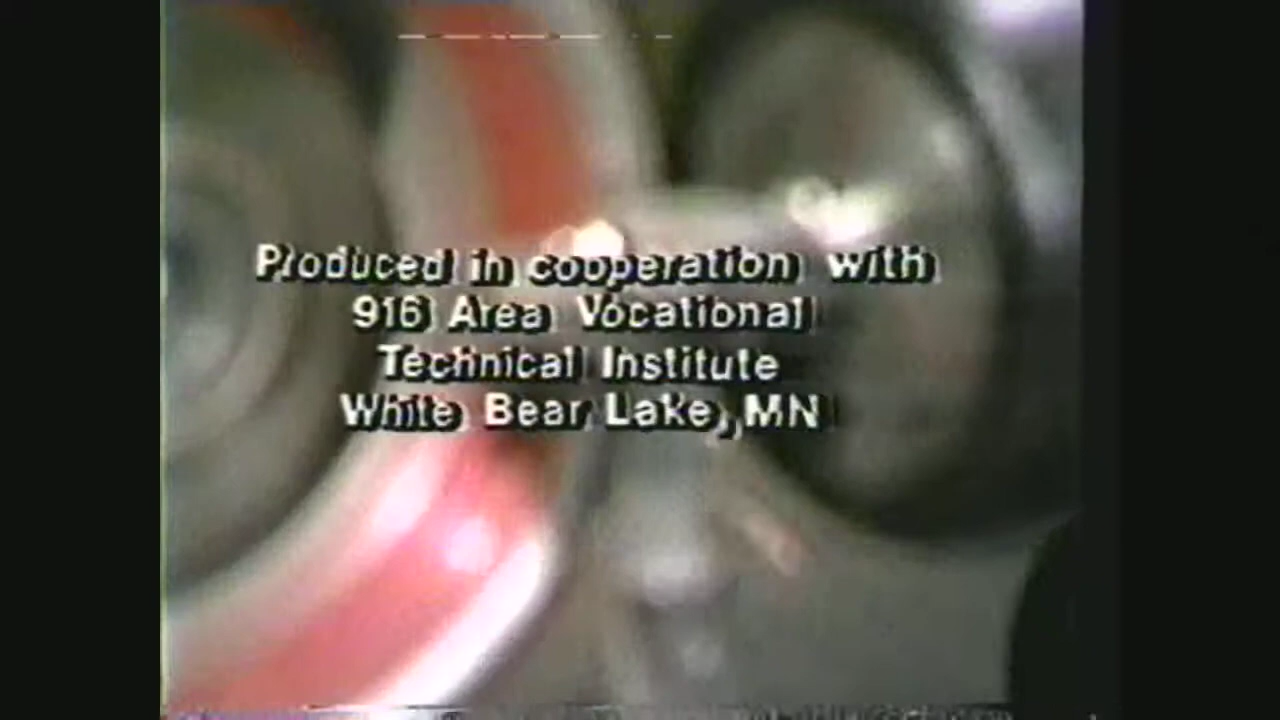 Produced in cooperation with
916 Area Vocational
Technical Institute
White Bear Lake, MN